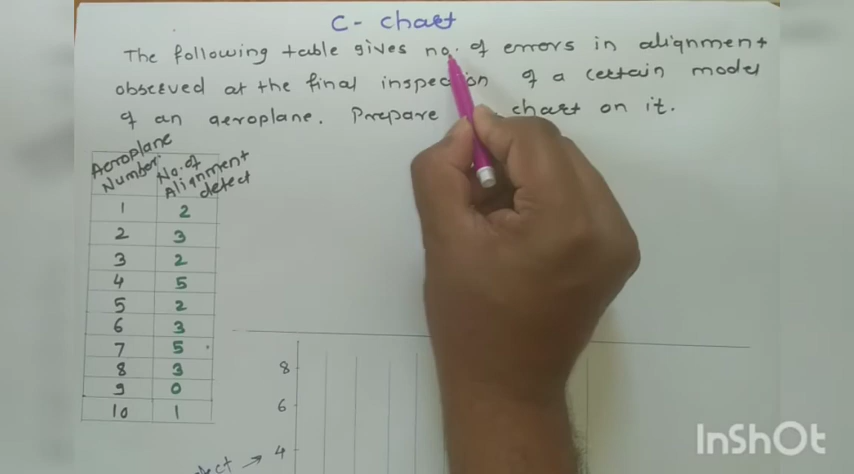 C - Chart
The following table gives no. of errors in alignment
observed at the final inspection of a certain model
of an aeroplane. Prepare chart on it.
Aeroplane Number No. of Alignment defect
1 2
2 3
3 2
4 5
5 2
6 3
7 5
8 3
9 0
10 1
8
6
4
InShOt